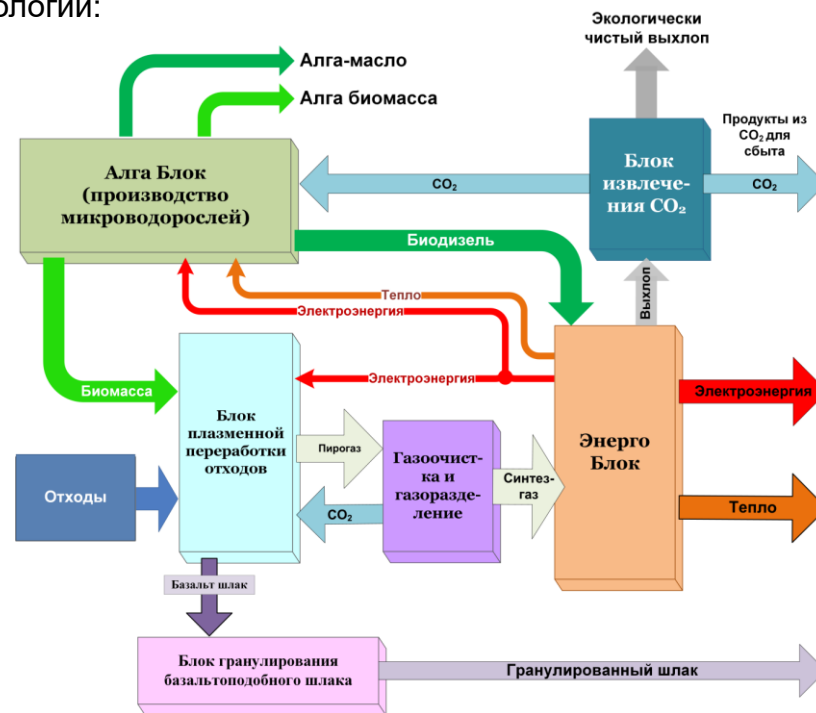 ологии:
Экологически
чистый выхлоп
Алга-масло
Алга биомасса
Продукты из
CO₂ для
сбыта
Алга Блок
(производство
микроводорослей)
CO₂
Блок
извлече-
ния CO₂
CO₂
Биодизель
Выхлоп
Тепло
Электроэнергия
Электроэнергия
Биомасса
Электроэнергия
Блок
плазменной
переработки
отходов
Пирогаз
Газоочист-
ка и
газоразде-
ление
Синтез-
газ
Энерго
Блок
Отходы
CO₂
Тепло
Базальт шлак
Блок гранулирования
базальтоподобного шлака
Гранулированный шлак